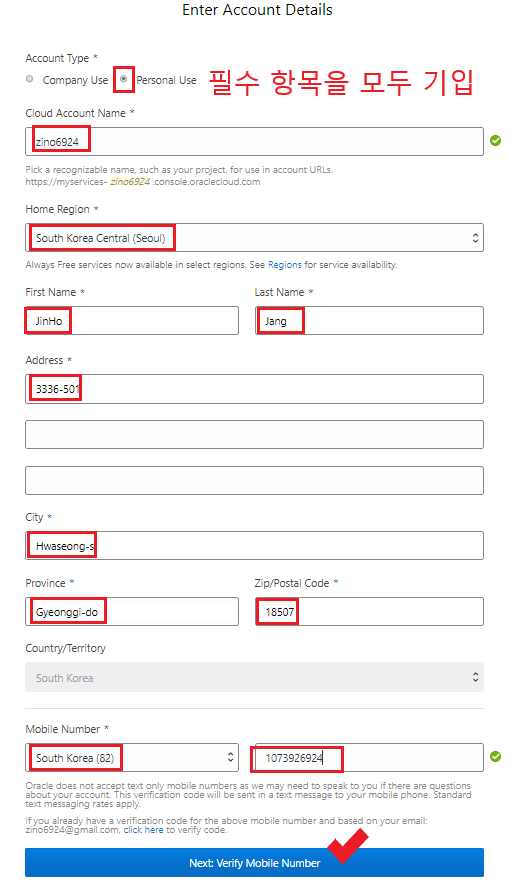 Enter Account Details
Account Type *
Company Use Personal Use 필수 항목을 모두 기입
Cloud Account Name *
zino6924
Pick a recognizable name, such as your project, for use in account URLs.
https://myservices- zino6924 .console.oraclecloud.com
Home Region *
South Korea Central (Seoul)
Always Free services now available in select regions. See Regions for service availability.
First Name * Last Name *
JinHo Jang
Address *
3336-501
City *
Hwaseong-s
Province * Zip/Postal Code *
Gyeonggi-do 18507
Country/Territory
South Korea
Mobile Number *
South Korea (82) 1073926924
Oracle does not accept text only mobile numbers as we may need to speak to you if there are questions
about your account. This verification code will be sent in a text message to your mobile phone. Standard
text messaging rates apply.
If you already have a verification code for the above mobile number and based on your email:
zino6924@gmail.com, click here to verify code.
Next: Verify Mobile Number